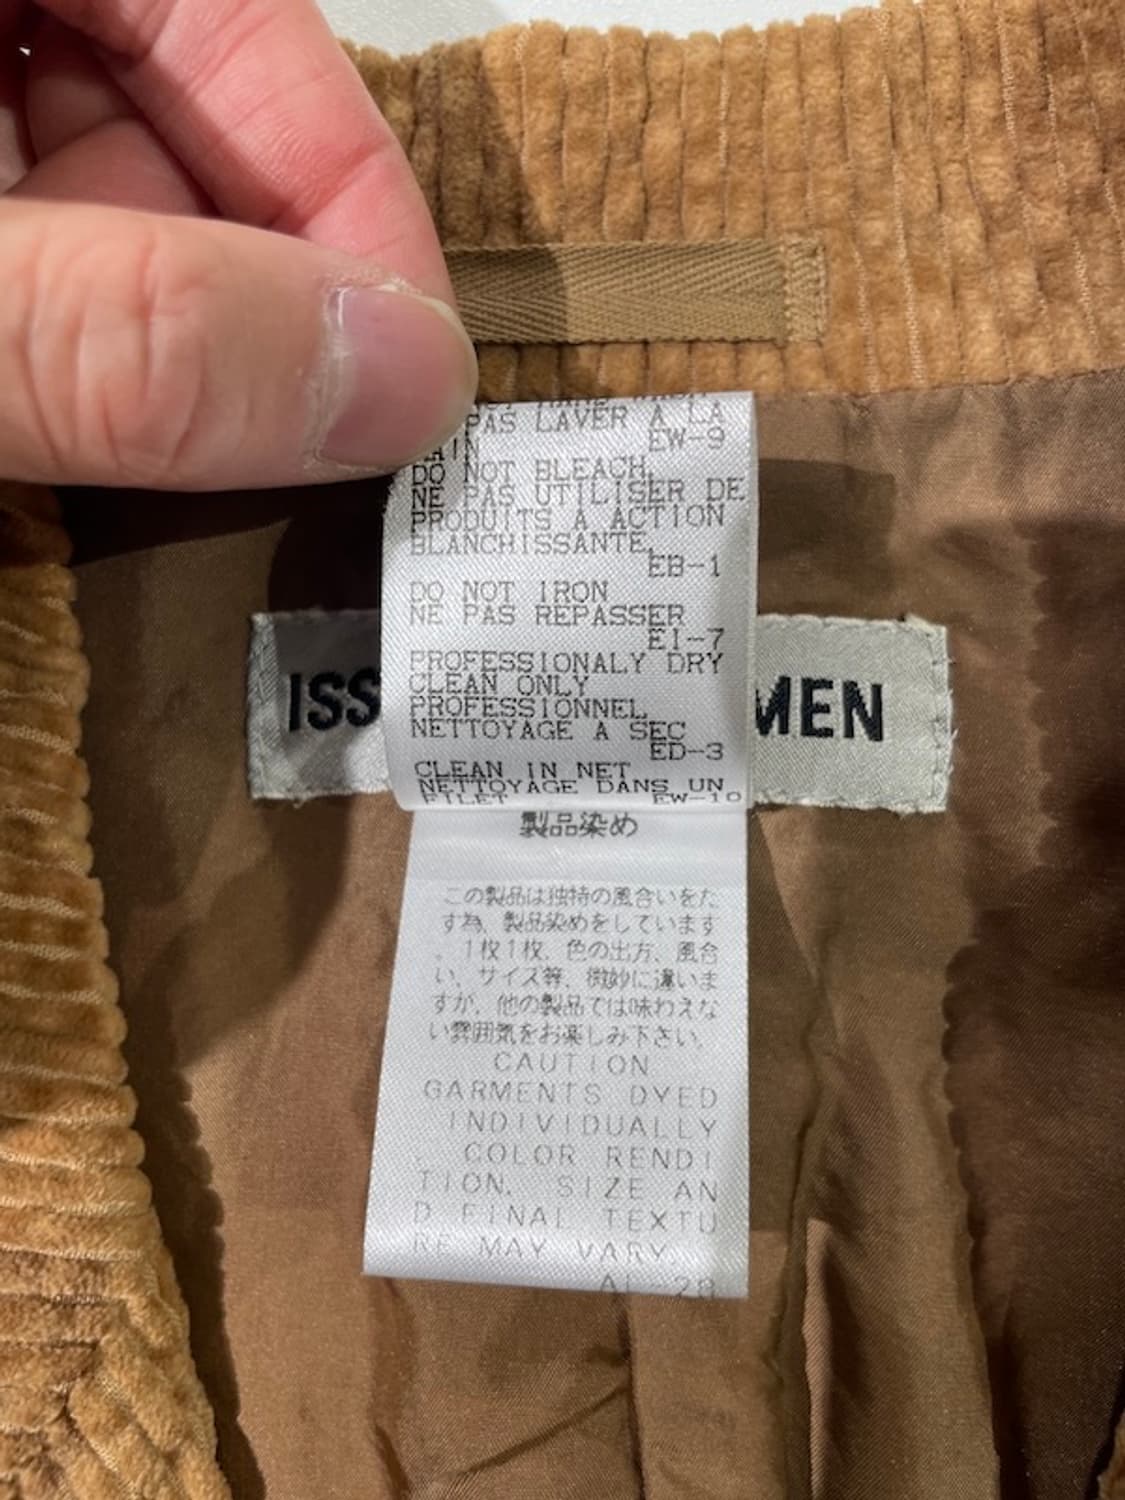 PAS LAVER A LA
EW-9
DO NOT BLEACH,
NE PAS UTILISER DE
PRODUITS A ACTION
BLANCHISSANTE,
EB-1
DO NOT IRON
NE PAS REPASSER
EI-7
PROFESSIONALY DRY
CLEAN ONLY
PROFESSIONNEL
NETTOYAGE A SEC
ED-3
CLEAN IN NET
NETTOYAGE DANS UN
FILET EW-10
ISS MEN
製品染め
この製品は独特の風合いをた
す為、製品染めをしています
。1枚1枚、色の出方、風合
い、サイズ等、微妙に違いま
すが、他の製品では味わえな
い雰囲気をお楽しみ下さい。
CAUTION
GARMENTS DYED
INDIVIDUALLY
. COLOR RENDI
TION, SIZE AN
D FINAL TEXTU
RE MAY VARY.
AL-28